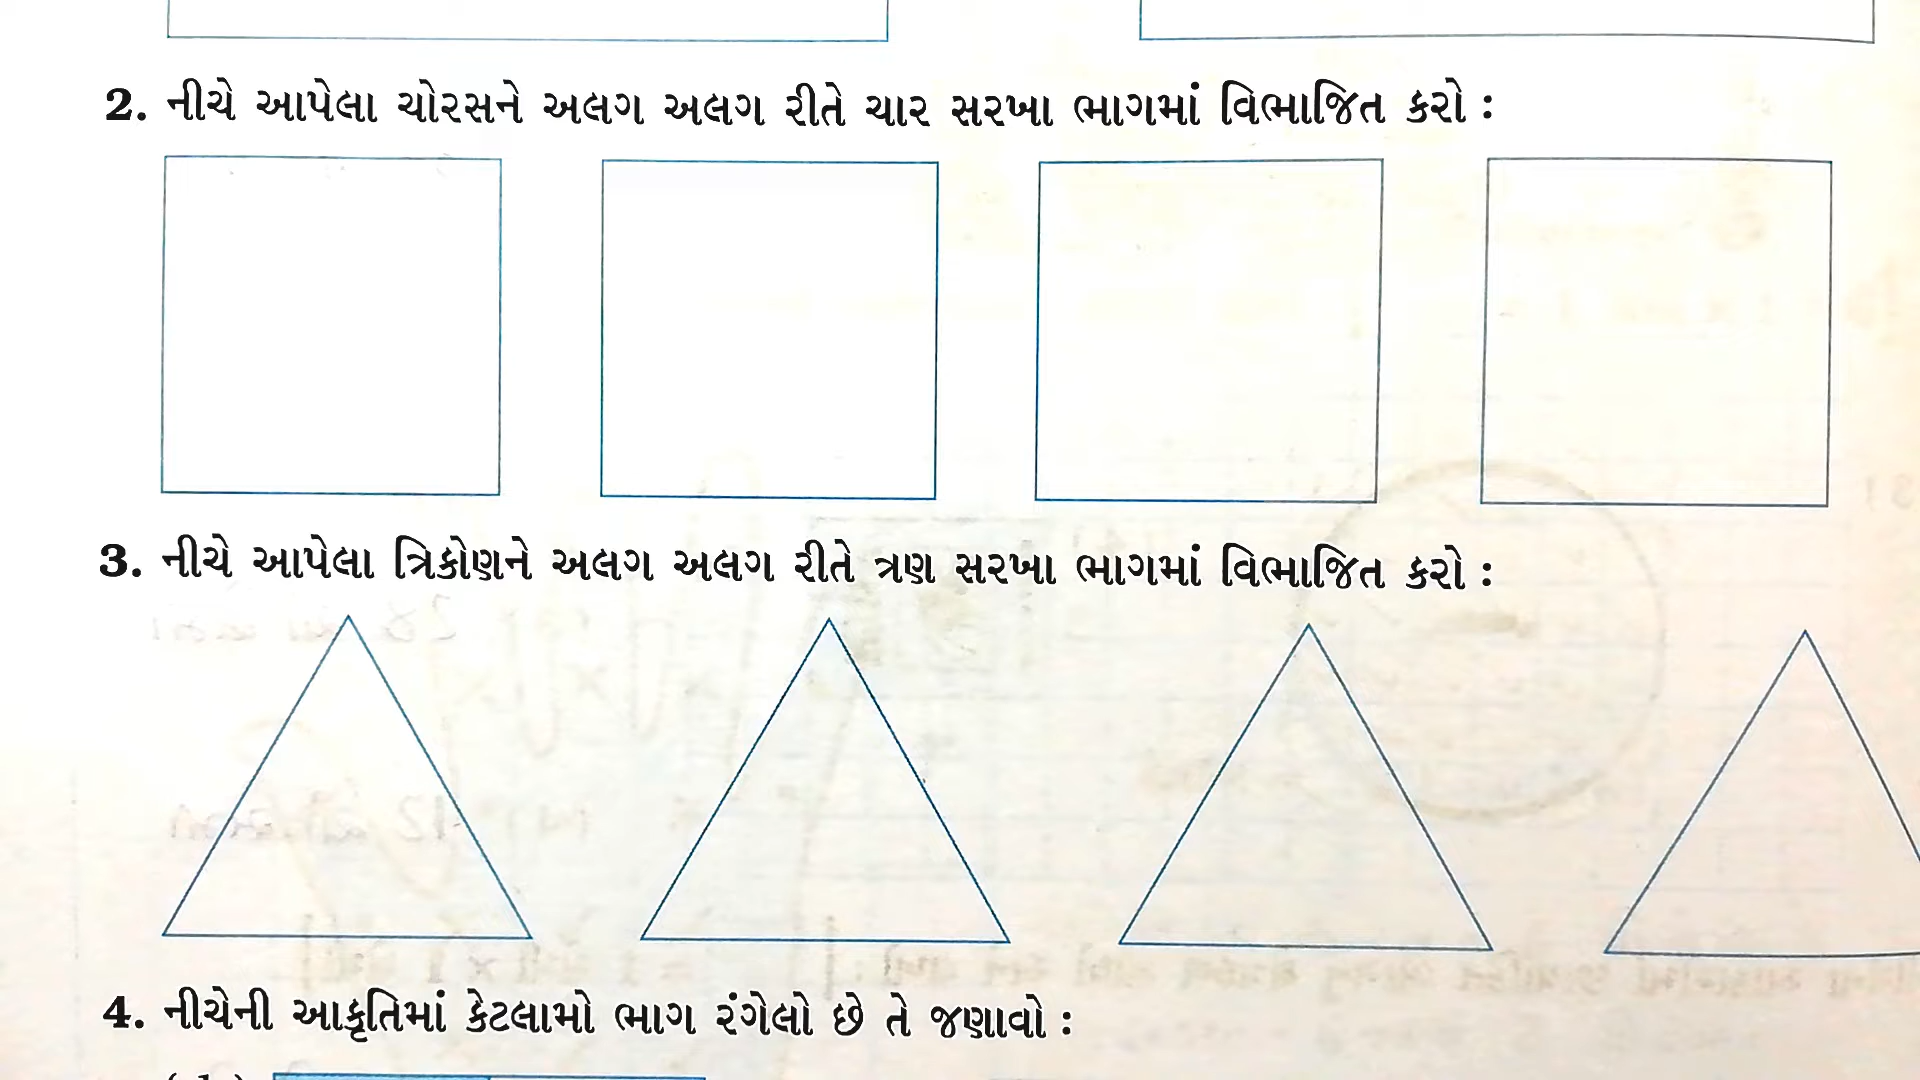 2. નીચે આપેલા ચોરસને અલગ અલગ રીતે ચાર સરખા ભાગમાં વિભાજિત કરો :
3. નીચે આપેલા ત્રિકોણને અલગ અલગ રીતે ત્રણ સરખા ભાગમાં વિભાજિત કરો :
4. નીચેની આકૃતિમાં કેટલામો ભાગ રંગેલો છે તે જણાવો :